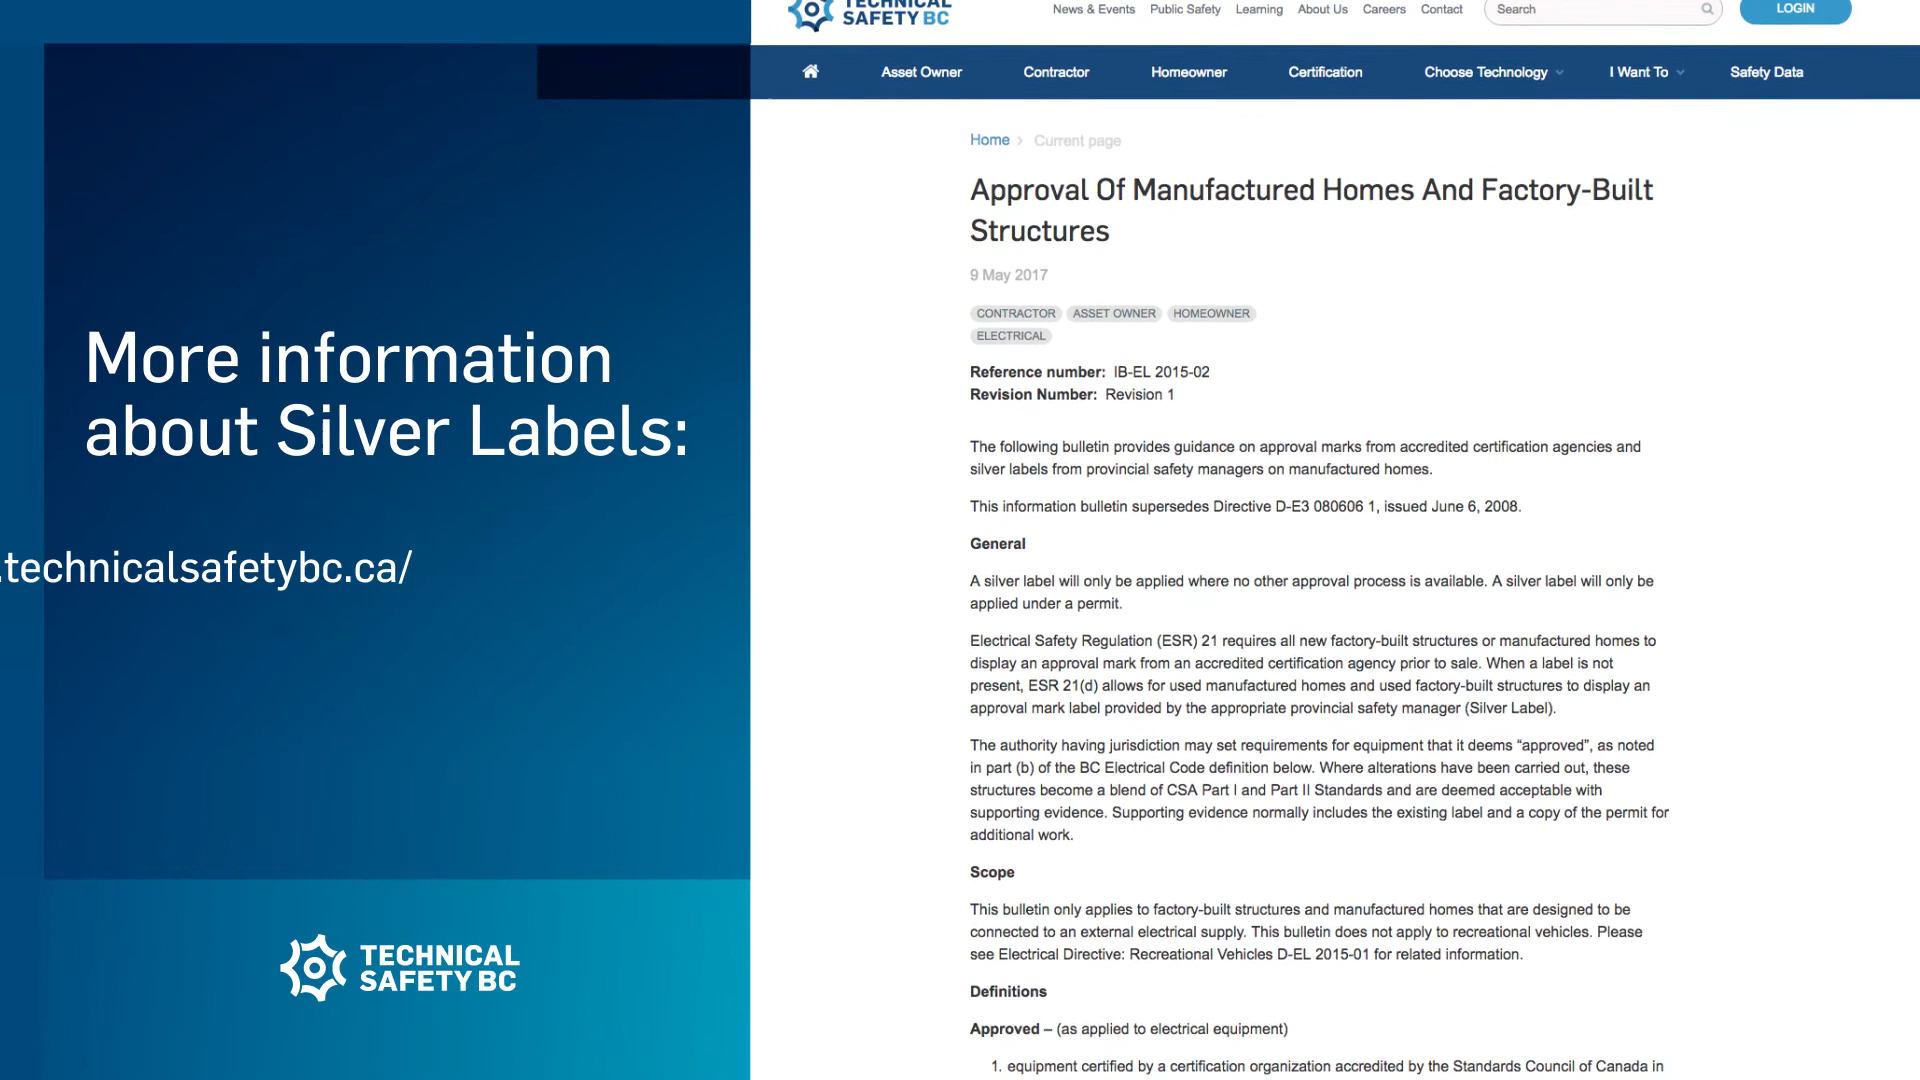 More information
about Silver Labels:
.technicalsafetybc.ca/
TECHNICAL
SAFETY BC
TECHNICAL
SAFETY BC
News & Events Public Safety Learning About Us Careers Contact Search LOGIN
Asset Owner Contractor Homeowner Certification Choose Technology I Want To Safety Data
Home Current page
Approval Of Manufactured Homes And Factory-Built
Structures
9 May 2017
CONTRACTOR ASSET OWNER HOMEOWNER
ELECTRICAL
Reference number: IB-EL 2015-02
Revision Number: Revision 1
The following bulletin provides guidance on approval marks from accredited certification agencies and
silver labels from provincial safety managers on manufactured homes.
This information bulletin supersedes Directive D-E3 080606 1, issued June 6, 2008.
General
A silver label will only be applied where no other approval process is available. A silver label will only be
applied under a permit.
Electrical Safety Regulation (ESR) 21 requires all new factory-built structures or manufactured homes to
display an approval mark from an accredited certification agency prior to sale. When a label is not
present, ESR 21(d) allows for used manufactured homes and used factory-built structures to display an
approval mark label provided by the appropriate provincial safety manager (Silver Label).
The authority having jurisdiction may set requirements for equipment that it deems “approved”, as noted
in part (b) of the BC Electrical Code definition below. Where alterations have been carried out, these
structures become a blend of CSA Part I and Part II Standards and are deemed acceptable with
supporting evidence. Supporting evidence normally includes the existing label and a copy of the permit for
additional work.
Scope
This bulletin only applies to factory-built structures and manufactured homes that are designed to be
connected to an external electrical supply. This bulletin does not apply to recreational vehicles. Please
see Electrical Directive: Recreational Vehicles D-EL 2015-01 for related information.
Definitions
Approved – (as applied to electrical equipment)
1. equipment certified by a certification organization accredited by the Standards Council of Canada in